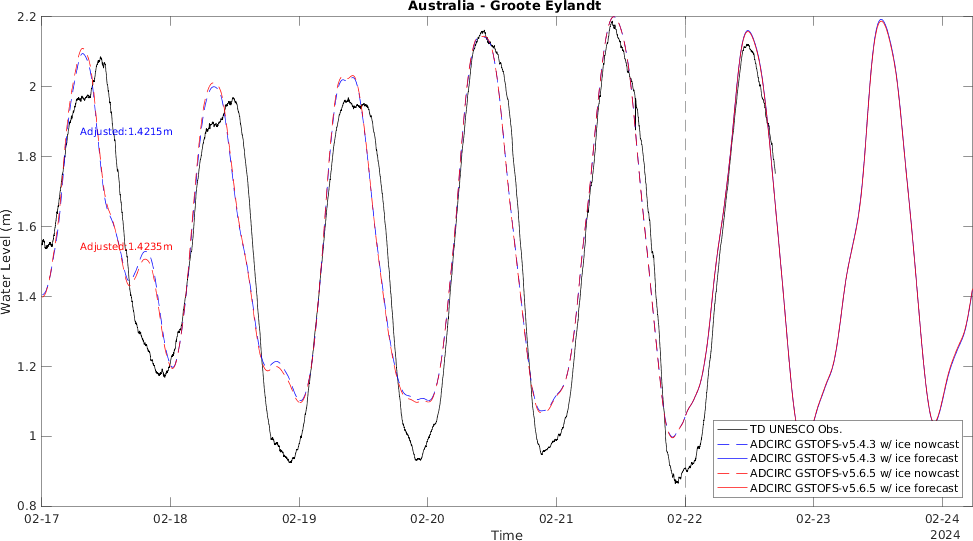 Australia - Groote Eylandt
2.2
2
1.8
1.6
1.4
1.2
1
0.8
Water Level (m)
Adjusted:1.4215m
Adjusted:1.4235m
TD UNESCO Obs.
ADCIRC GSTOFS-v5.4.3 w/ ice nowcast
ADCIRC GSTOFS-v5.4.3 w/ ice forecast
ADCIRC GSTOFS-v5.6.5 w/ ice nowcast
ADCIRC GSTOFS-v5.6.5 w/ ice forecast
02-17 02-18 02-19 02-20 02-21 02-22 02-23 02-24
Time
2024